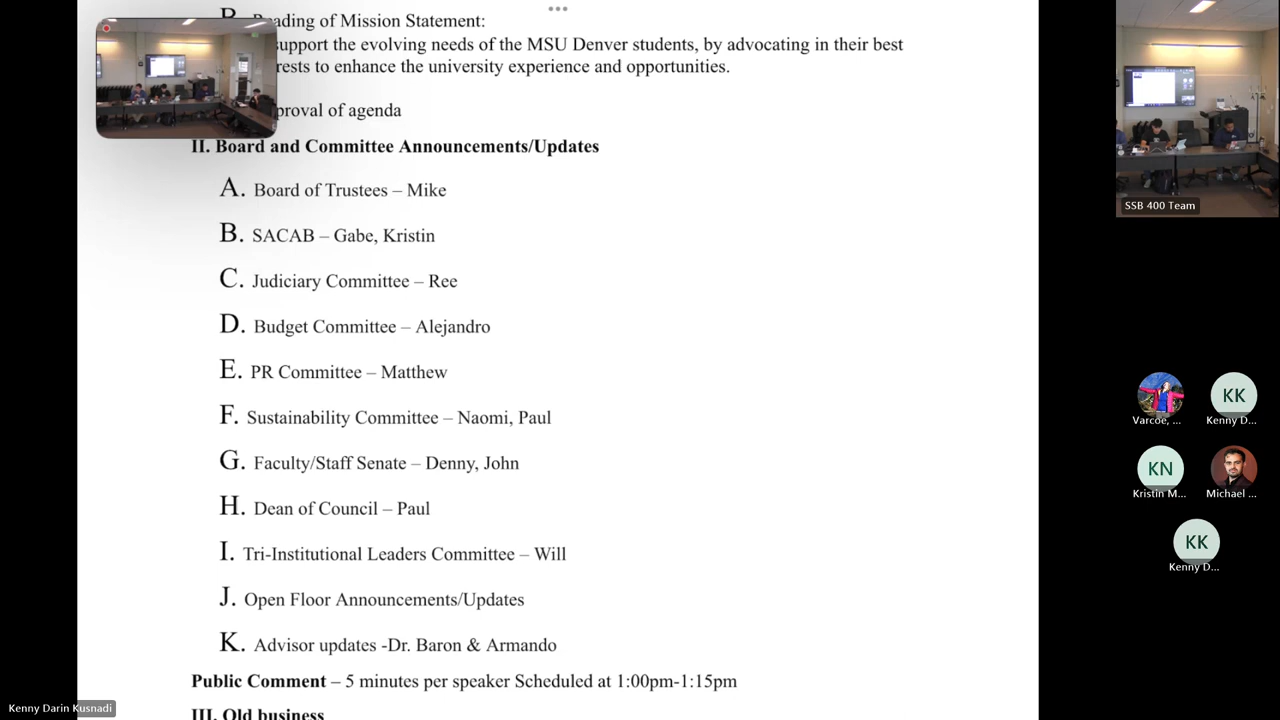 B. Reading of Mission Statement:
support the evolving needs of the MSU Denver students, by advocating in their best
rests to enhance the university experience and opportunities.
proval of agenda
II. Board and Committee Announcements/Updates
A. Board of Trustees – Mike
B. SACAB – Gabe, Kristin
C. Judiciary Committee – Ree
D. Budget Committee – Alejandro
E. PR Committee – Matthew
F. Sustainability Committee – Naomi, Paul
G. Faculty/Staff Senate – Denny, John
H. Dean of Council – Paul
I. Tri-Institutional Leaders Committee – Will
J. Open Floor Announcements/Updates
K. Advisor updates -Dr. Baron & Armando
Public Comment – 5 minutes per speaker Scheduled at 1:00pm-1:15pm
III. Old business
Kenny Darin Kusnadi
SSB 400 Team
Varcoe, ...
KK
Kenny D...
KN
Kristin M...
Michael ...
KK
Kenny D...